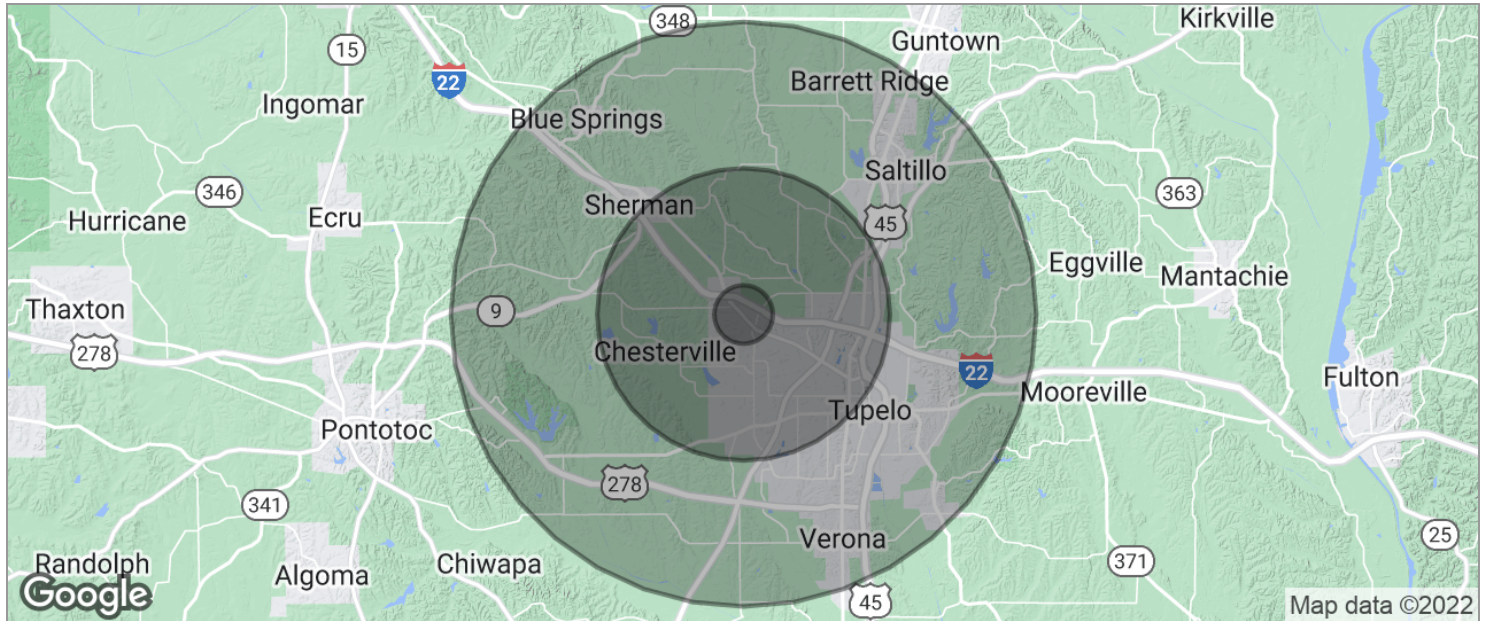 348
Kirkville
15
Guntown
22
Barrett Ridge
Ingomar
Blue Springs
Saltillo
346
363
Sherman
Hurricane
Ecru
45
Eggville
Mantachie
Thaxton
9
278
Chesterville
22
Fulton
Mooreville
Tupelo
Pontotoc
278
341
25
Verona
371
Randolph
Chiwapa
Algoma
45
Google
Map data ©2022